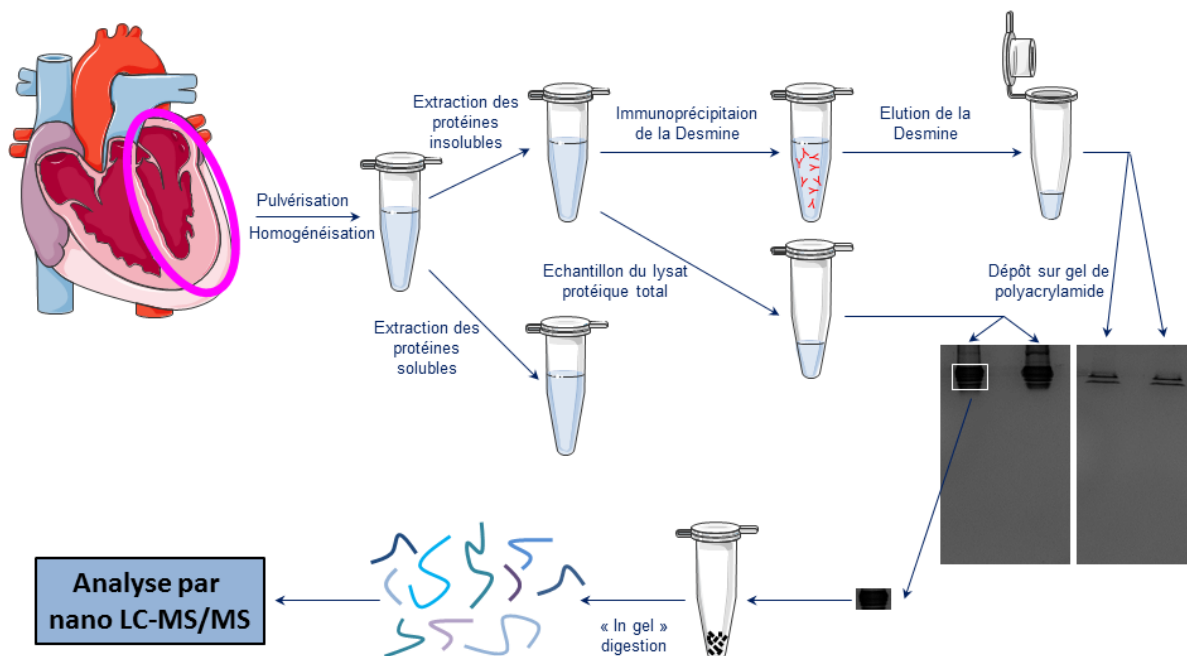 Extraction des
protéines
insolubles
Immunoprécipitaion
de la Desmine
Elution de la
Desmine
Pulvérisation
Homogénéisation
Echantillon du lysat
protéique total
Dépôt sur gel de
polyacrylamide
Extraction des
protéines
solubles
Analyse par
nano LC-MS/MS
« In gel »
digestion